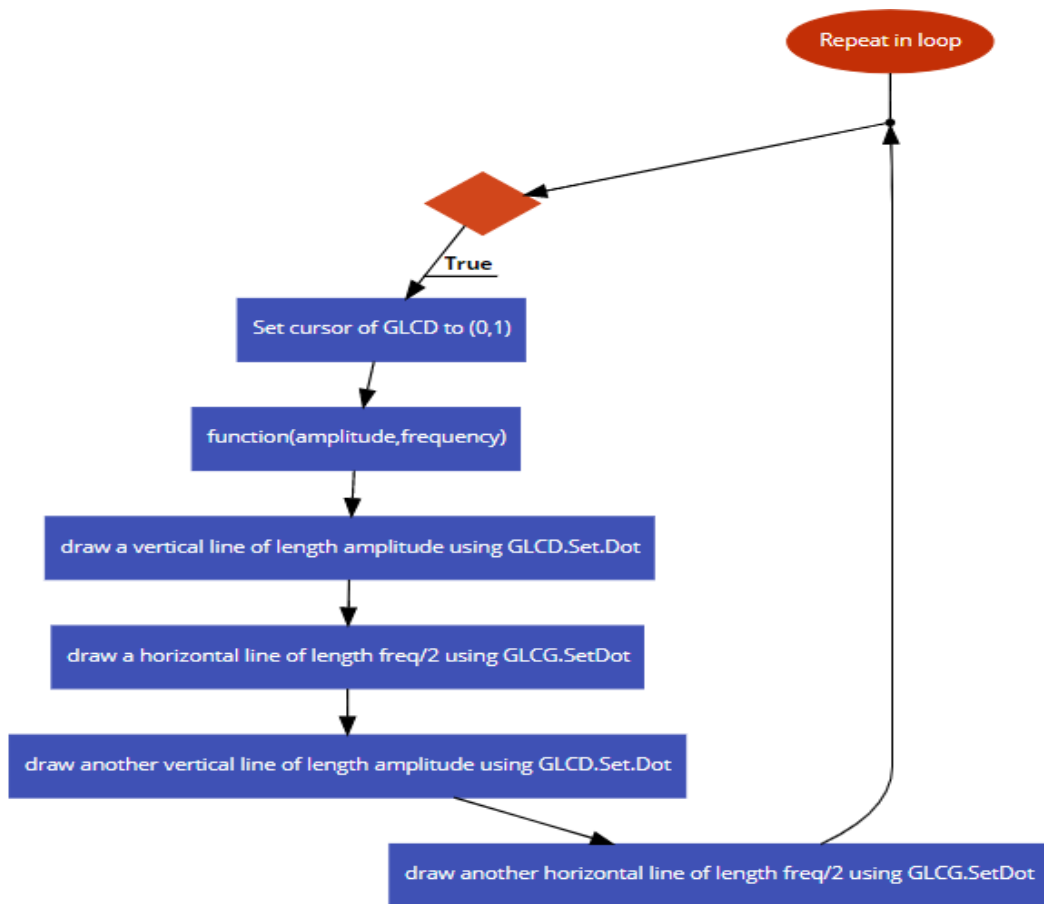 Repeat in loop
True
Set cursor of GLCD to (0,1)
function(amplitude,frequency)
draw a vertical line of length amplitude using GLCD.Set.Dot
draw a horizontal line of length freq/2 using GLCG.SetDot
draw another vertical line of length amplitude using GLCD.Set.Dot
draw another horizontal line of length freq/2 using GLCG.SetDot